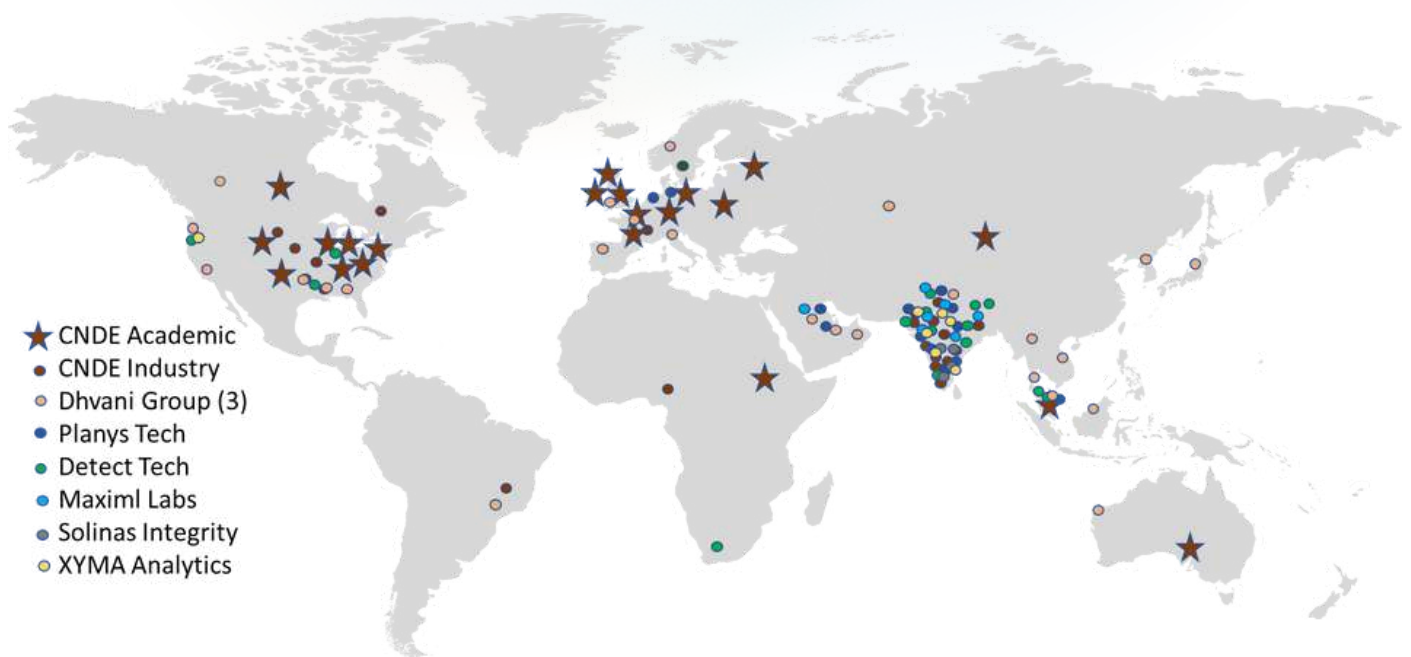 CNDE Academic
CNDE Industry
Dhvani Group (3)
Planys Tech
Detect Tech
Maximl Labs
Solinas Integrity
XYMA Analytics